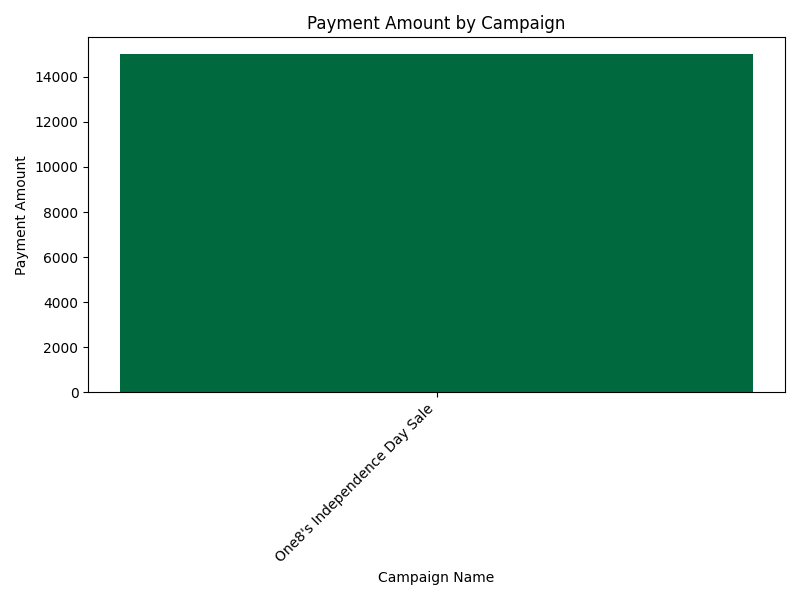 Payment Amount by Campaign
Payment Amount
14000
12000
10000
8000
6000
4000
2000
0
One8's Independence Day Sale
Campaign Name